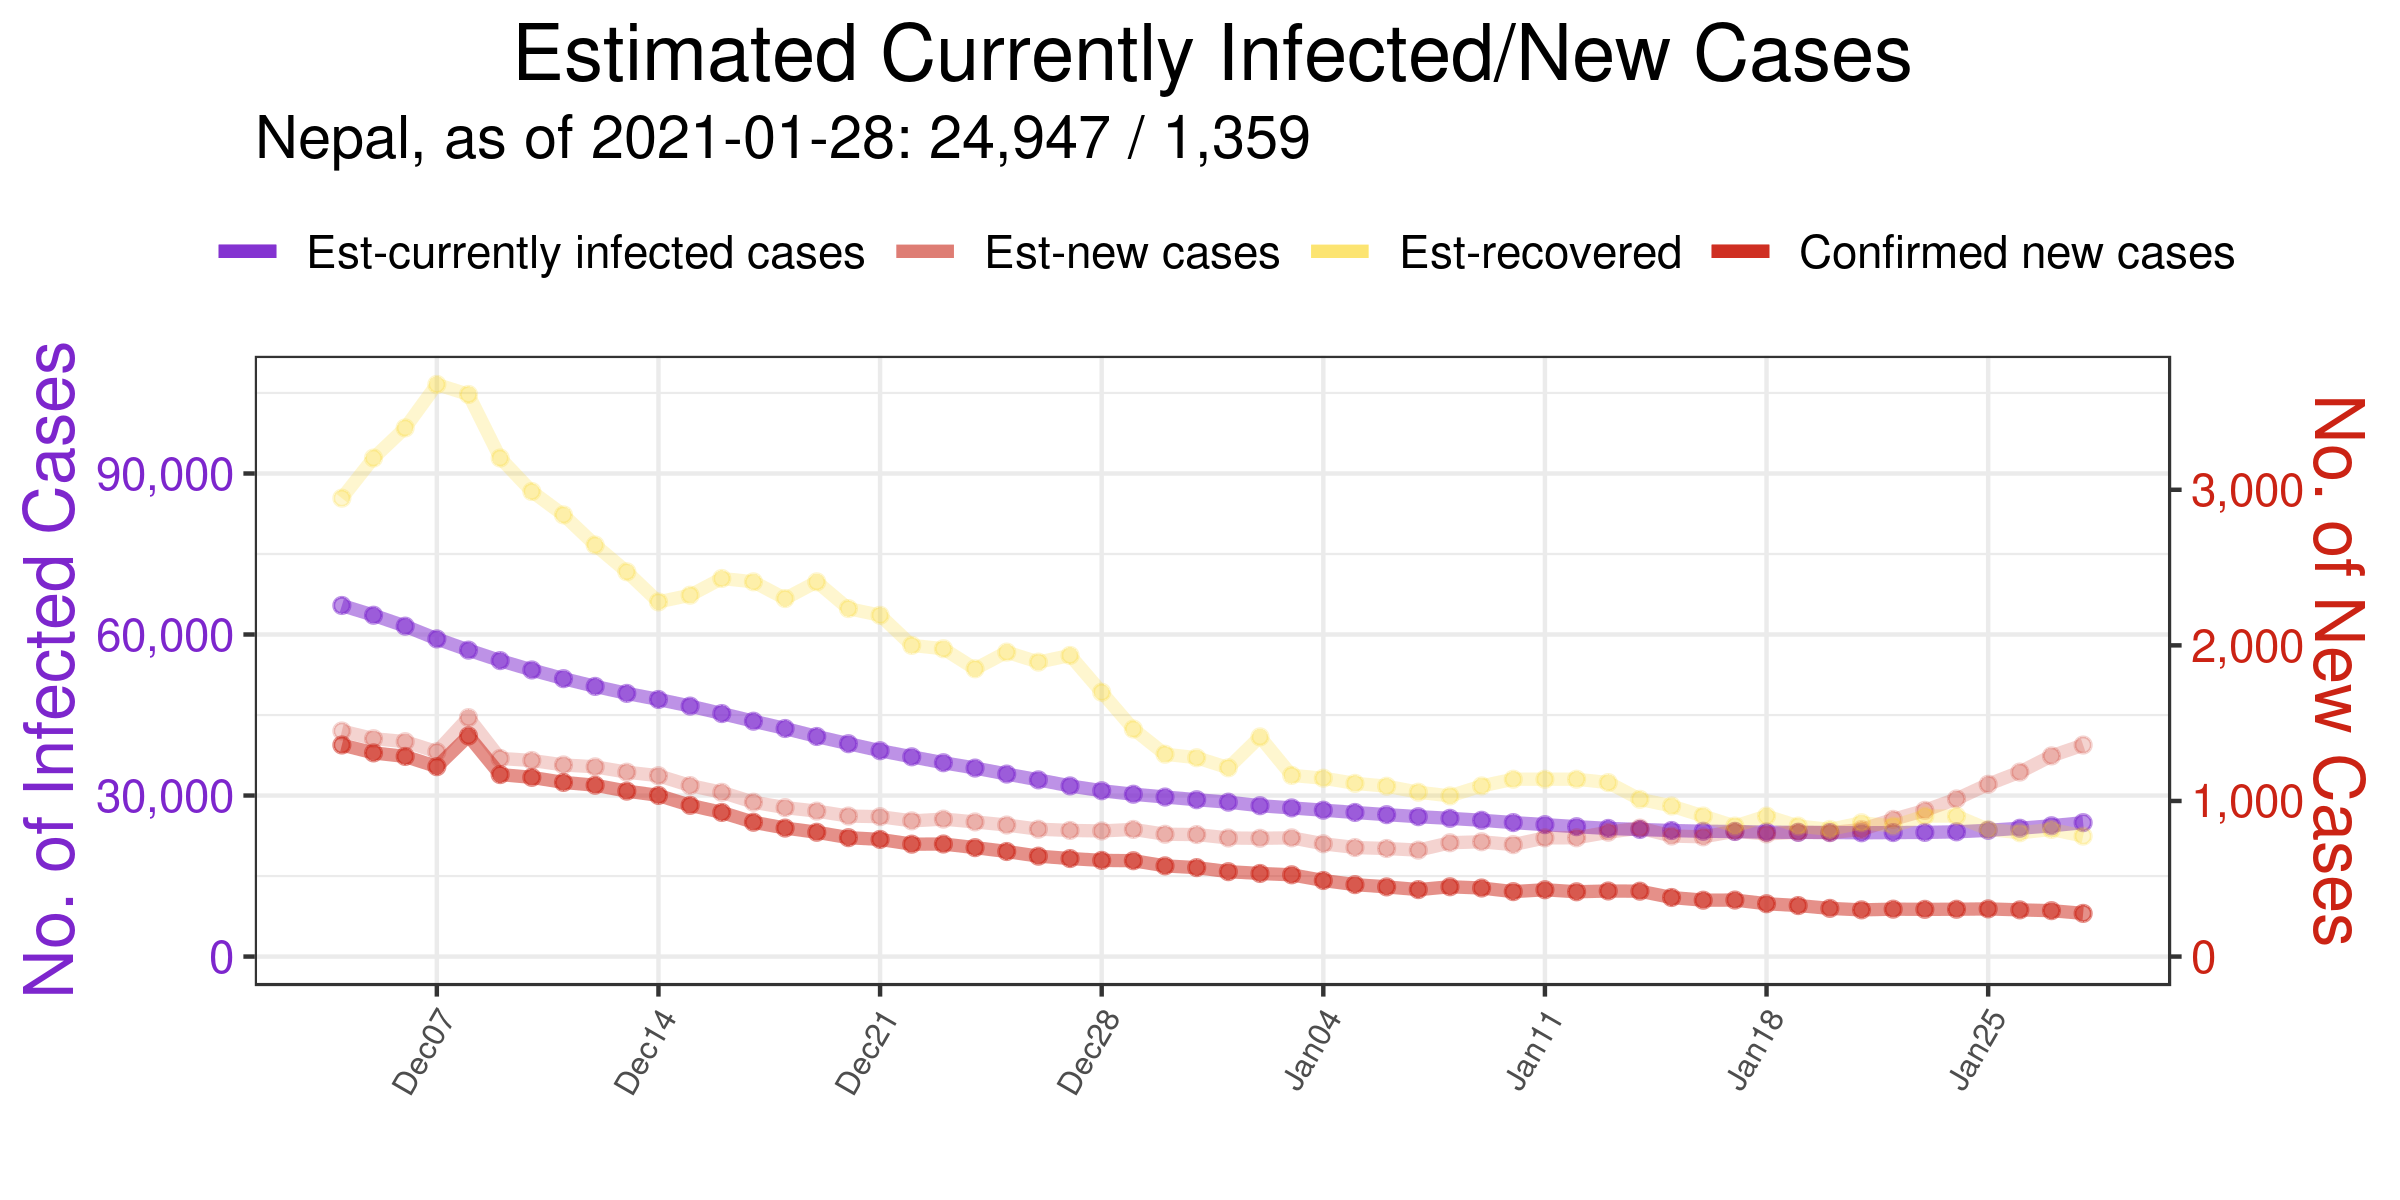 Estimated Currently Infected/New Cases
Nepal, as of 2021-01-28: 24,947 / 1,359
Est-currently infected cases Est-new cases Est-recovered Confirmed new cases
No. of Infected Cases
90,000
60,000
30,000
0
3,000
2,000
1,000
0
No. of New Cases
Dec07 Dec14 Dec21 Dec28 Jan04 Jan11 Jan18 Jan25